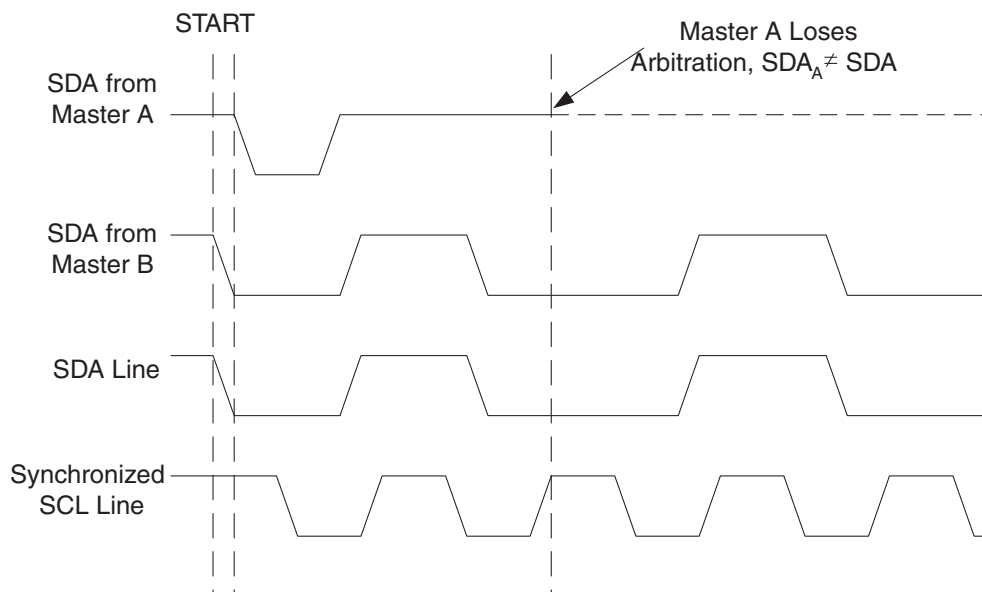 START
Master A Loses
Arbitration, SDA_A ≠ SDA
SDA from
Master A
SDA from
Master B
SDA Line
Synchronized
SCL Line